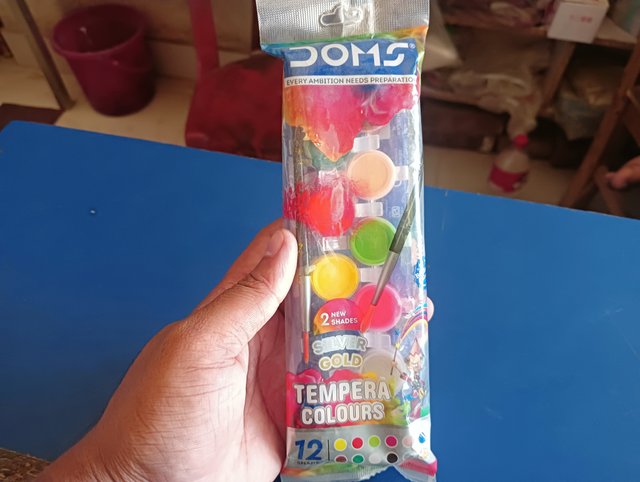 DOMS®
EVERY AMBITION NEEDS PREPARATIO
2 NEW
SHADES
SILVER
GOLD
TEMPERA
COLOURS
12